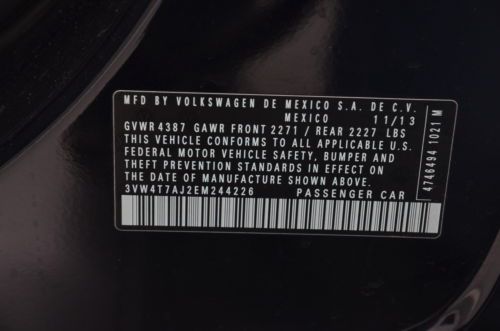 MFD BY VOLKSWAGEN DE MEXICO S.A. DE C.V.
MEXICO 11/13
GVWR 4387 GAWR FRONT 2271 / REAR 2227 LBS
THIS VEHICLE CONFORMS TO ALL APPLICABLE U.S.
FEDERAL MOTOR VEHICLE SAFETY, BUMPER AND
THEFT PREVENTION STANDARDS IN EFFECT ON
THE DATE OF MANUFACTURE SHOWN ABOVE
3VW4T7AJ2EM244226 PASSENGER CAR
4746494 1021 M